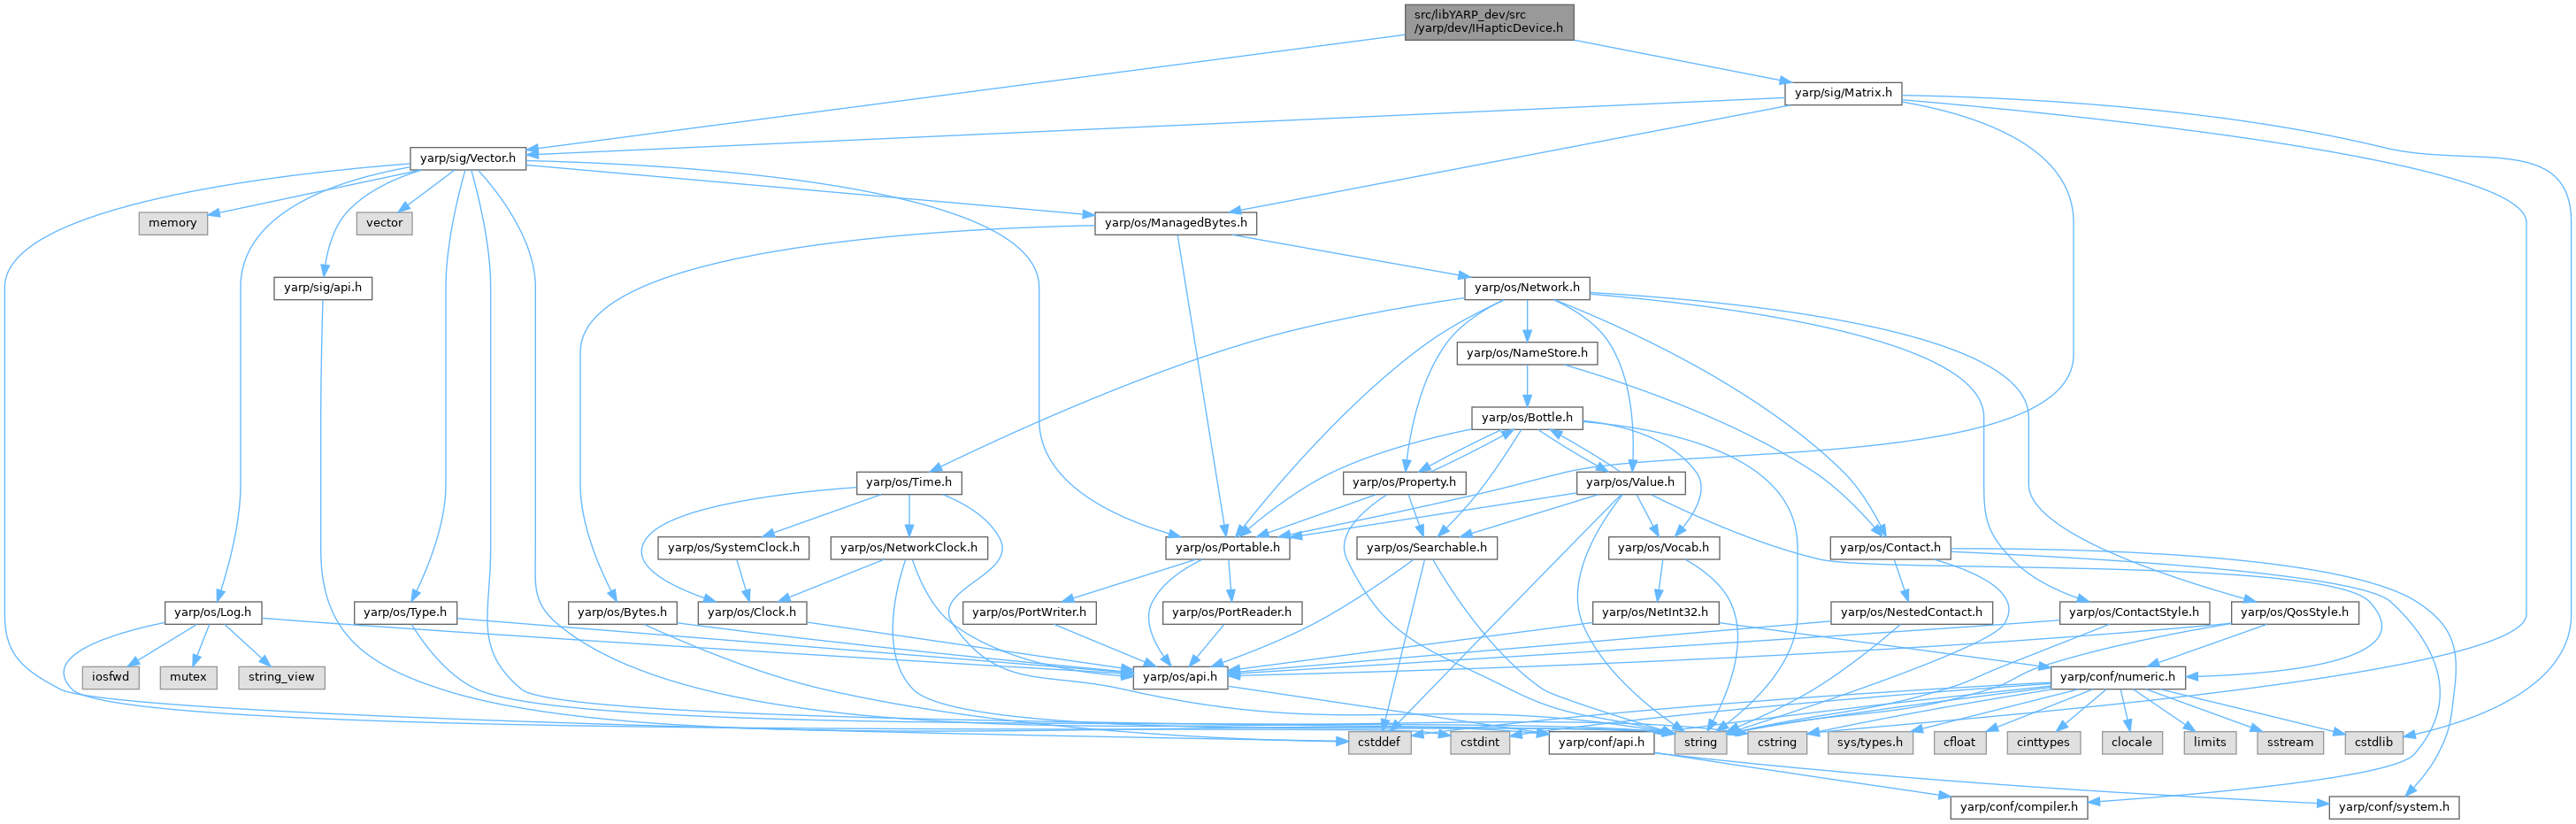 src/libYARP_dev/src
/yarp/dev/IHapticDevice.h
yarp/sig/Matrix.h
yarp/sig/Vector.h
memory
vector
yarp/os/ManagedBytes.h
yarp/sig/api.h
yarp/os/Network.h
yarp/os/NameStore.h
yarp/os/Bottle.h
yarp/os/Time.h
yarp/os/Property.h
yarp/os/Value.h
yarp/os/SystemClock.h
yarp/os/NetworkClock.h
yarp/os/Portable.h
yarp/os/Searchable.h
yarp/os/Vocab.h
yarp/os/Contact.h
yarp/os/Log.h
yarp/os/Type.h
yarp/os/Bytes.h
yarp/os/Clock.h
yarp/os/PortWriter.h
yarp/os/PortReader.h
yarp/os/NetInt32.h
yarp/os/NestedContact.h
yarp/os/ContactStyle.h
yarp/os/QosStyle.h
iosfwd
mutex
string_view
yarp/os/api.h
yarp/conf/numeric.h
cstddef
cstdint
yarp/conf/api.h
string
cstring
sys/types.h
cfloat
cinttypes
clocale
limits
sstream
cstdlib
yarp/conf/compiler.h
yarp/conf/system.h